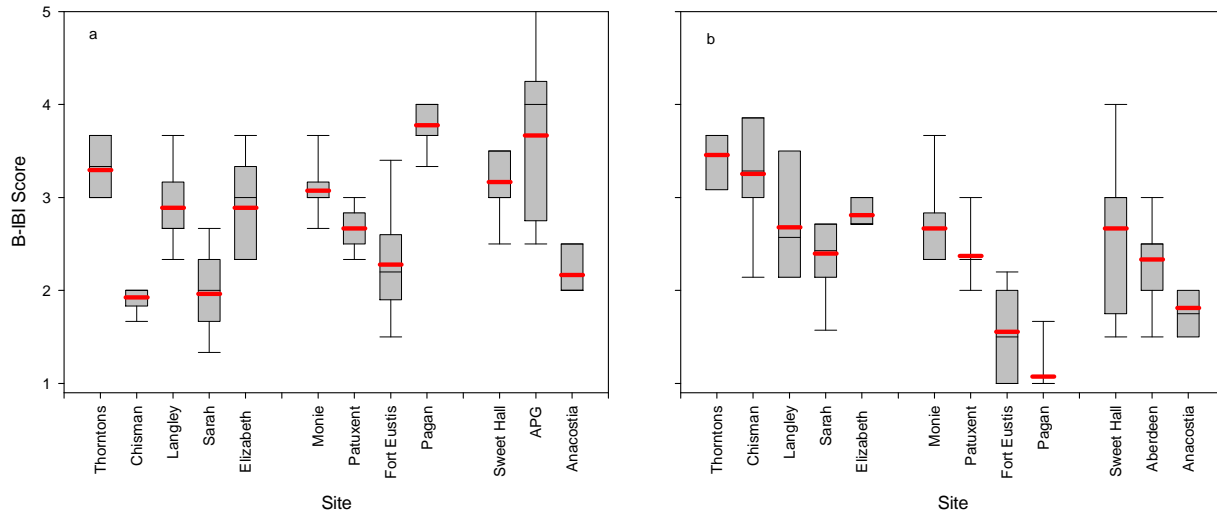 a
B-IBI Score
5
4
3
2
1
Thorntons
Chisman
Langley
Sarah
Elizabeth
Monie
Patuxent
Fort Eustis
Pagan
Sweet Hall
APG
Anacostia
Site
b
Thorntons
Chisman
Langley
Sarah
Elizabeth
Monie
Patuxent
Fort Eustis
Pagan
Sweet Hall
Aberdeen
Anacostia
Site